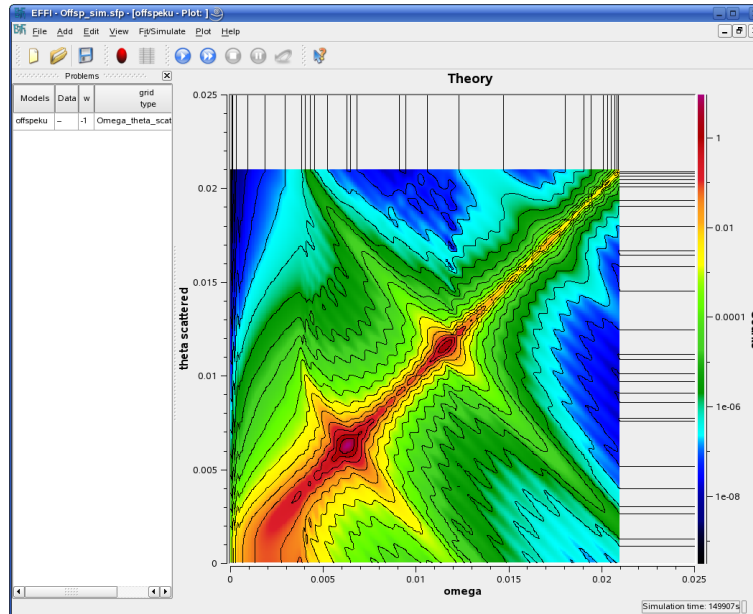 EFFI - Offsp_sim.sfp - [offspeku - Plot: ]
File Add Edit View Fit/Simulate Plot Help
Problems
Models Data w grid type
offspeku – -1 Omega_theta_scat
Theory
0.025
0.02
0.015
0.01
0.005
0
theta scattered
0 0.005 0.01 0.015 0.02 0.025
omega
1
0.01
0.0001
1e-06
1e-08
Simulation time: 149907s